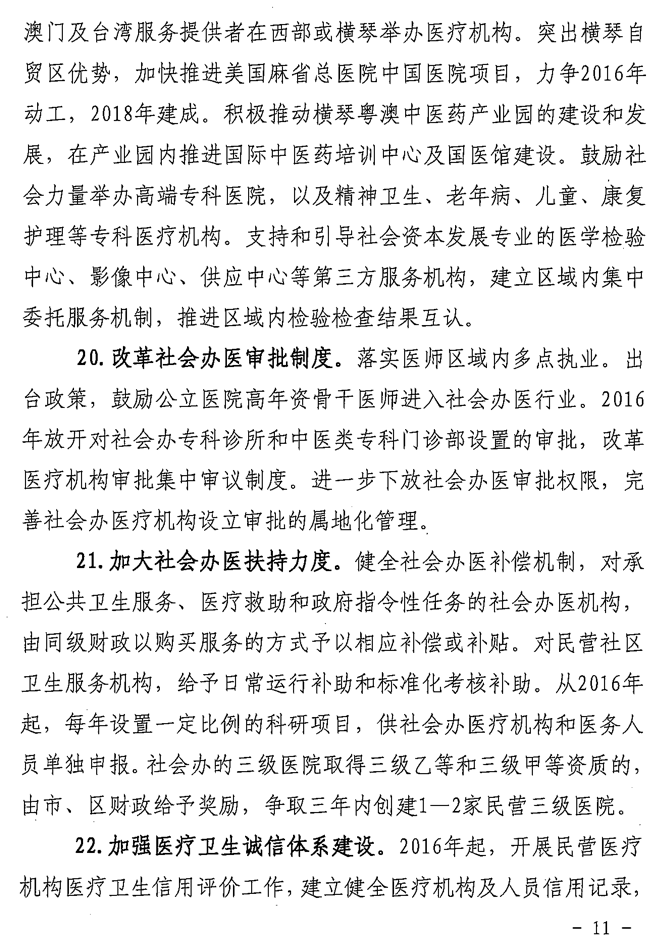 澳门及台湾服务提供者在西部或横琴举办医疗机构。突出横琴自
贸区优势，加快推进美国麻省总医院中国医院项目，力争2016年
动工，2018年建成。积极推动横琴粤澳中医药产业园的建设和发
展，在产业园内推进国际中医药培训中心及国医馆建设。鼓励社
会力量举办高端专科医院，以及精神卫生、老年病、儿童、康复
护理等专科医疗机构。支持和引导社会资本发展专业的医学检验
中心、影像中心、供应中心等第三方服务机构，建立区域内集中
委托服务机制，推进区域内检验检查结果互认。
20.改革社会办医审批制度。落实医师区域内多点执业。出
台政策，鼓励公立医院高年资骨干医师进入社会办医行业。2016
年放开对社会办专科诊所和中医类专科门诊部设置的审批，改革
医疗机构审批集中审议制度。进一步下放社会办医审批权限，完
善社会办医疗机构设立审批的属地化管理。
21.加大社会办医扶持力度。健全社会办医补偿机制，对承
担公共卫生服务、医疗救助和政府指令性任务的社会办医机构，
由同级财政以购买服务的方式予以相应补偿或补贴。对民营社区
卫生服务机构，给予日常运行补助和标准化考核补助。从2016年
起，每年设置一定比例的科研项目，供社会办医疗机构和医务人
员单独申报。社会办的三级医院取得三级乙等和三级甲等资质的，
由市、区财政给予奖励，争取三年内创建1—2家民营三级医院。
22.加强医疗卫生诚信体系建设。2016年起，开展民营医疗
机构医疗卫生信用评价工作，建立健全医疗机构及人员信用记录，
- 11 -